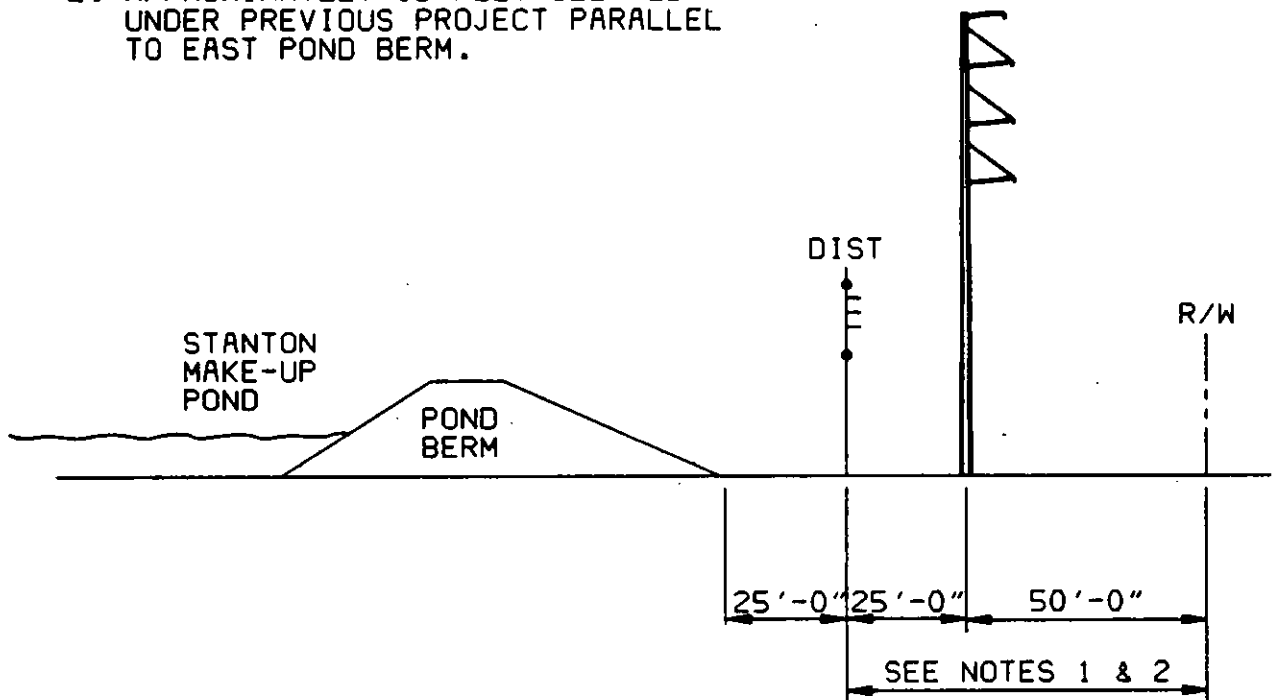 UNDER PREVIOUS PROJECT PARALLEL
TO EAST POND BERM.
DIST
R/W
STANTON
MAKE-UP
POND
POND
BERM
25'-0" 25'-0" 50'-0"
SEE NOTES 1 & 2